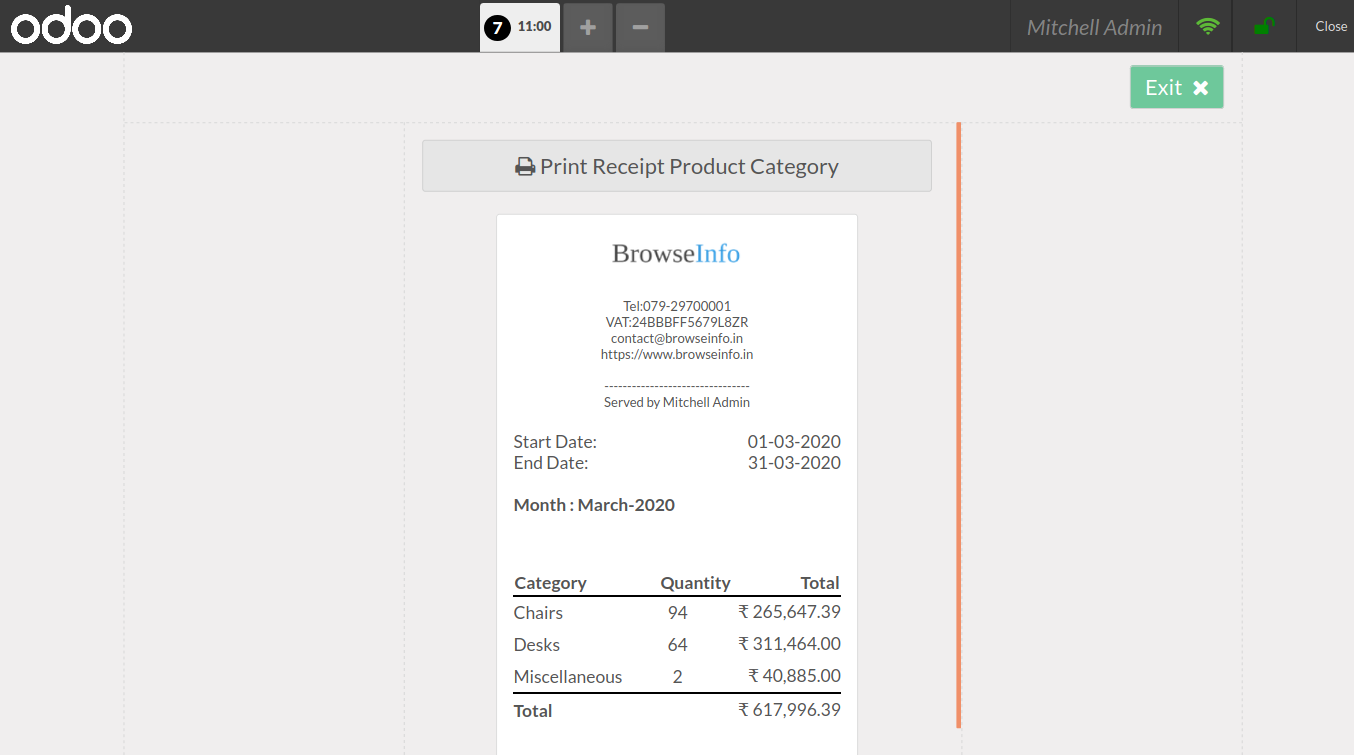 odoo
7 11:00
Mitchell Admin
Close
Exit
Print Receipt Product Category
BrowseInfo
Tel:079-29700001
VAT:24BBBFF5679L8ZR
contact@browseinfo.in
https://www.browseinfo.in
--------------------------------
Served by Mitchell Admin
Start Date: 01-03-2020
End Date: 31-03-2020
Month : March-2020
Category Quantity Total
Chairs 94 ₹ 265,647.39
Desks 64 ₹ 311,464.00
Miscellaneous 2 ₹ 40,885.00
Total ₹ 617,996.39